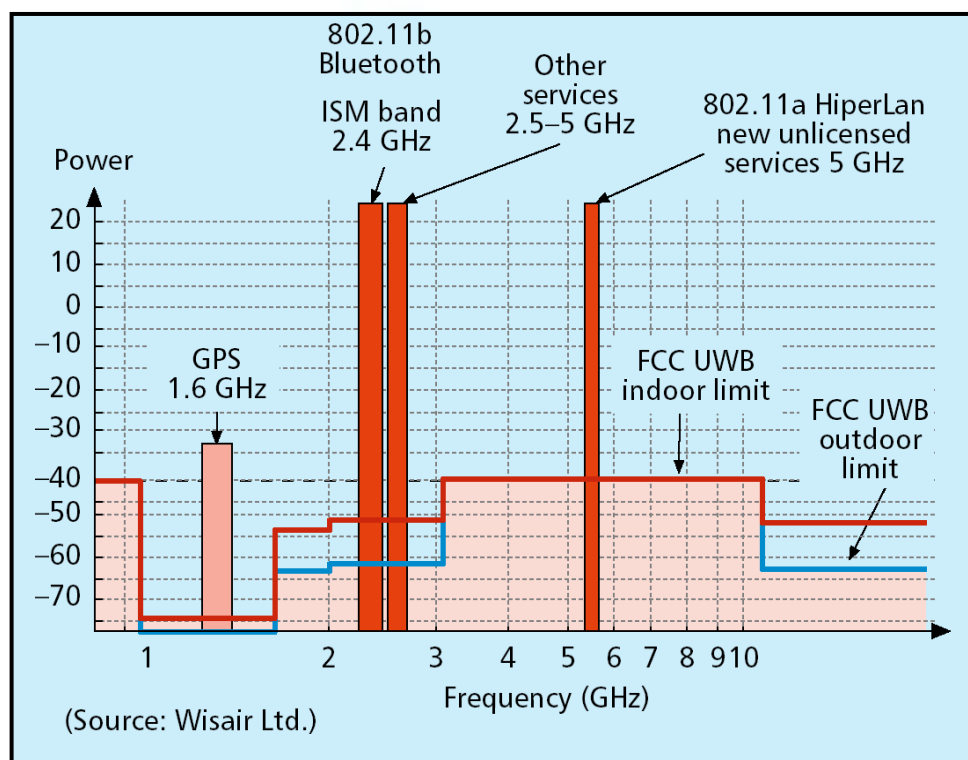 802.11b
Bluetooth
ISM band
2.4 GHz
Other
services
2.5–5 GHz
802.11a HiperLan
new unlicensed
services 5 GHz
Power
20
10
0
–10
–20
–30
–40
–50
–60
–70
GPS
1.6 GHz
FCC UWB
indoor limit
FCC UWB
outdoor
limit
1 2 3 4 5 6 7 8 9 10
Frequency (GHz)
(Source: Wisair Ltd.)